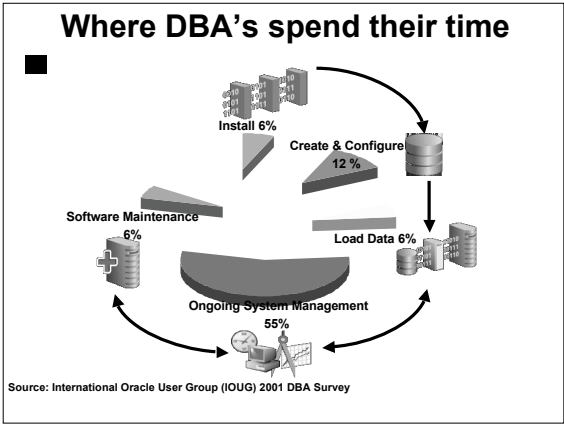 Where DBA's spend their time
Install 6%
Create & Configure
12 %
Software Maintenance
6%
Load Data 6%
Ongoing System Management
55%
Source: International Oracle User Group (IOUG) 2001 DBA Survey